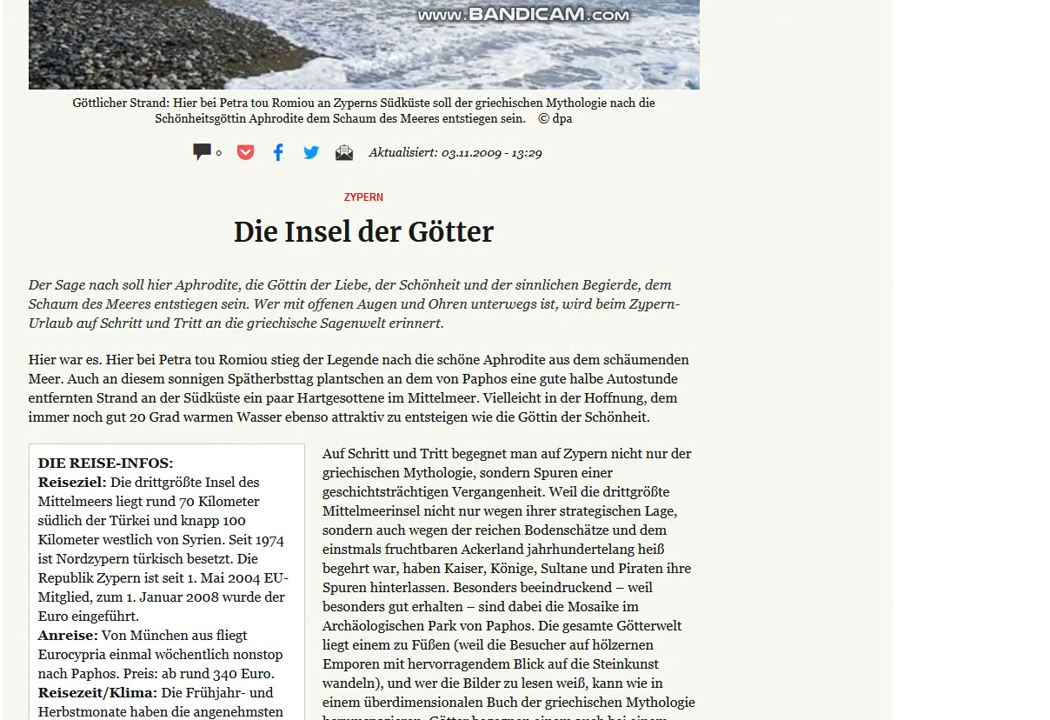 www.BANDICAM.com
Göttlicher Strand: Hier bei Petra tou Romiou an Zyperns Südküste soll der griechischen Mythologie nach die
Schönheitsgöttin Aphrodite dem Schaum des Meeres entstiegen sein. © dpa
0 Aktualisiert: 03.11.2009 - 13:29
ZYPERN
Die Insel der Götter
Der Sage nach soll hier Aphrodite, die Göttin der Liebe, der Schönheit und der sinnlichen Begierde, dem
Schaum des Meeres entstiegen sein. Wer mit offenen Augen und Ohren unterwegs ist, wird beim Zypern-
Urlaub auf Schritt und Tritt an die griechische Sagenwelt erinnert.
Hier war es. Hier bei Petra tou Romiou stieg der Legende nach die schöne Aphrodite aus dem schäumenden
Meer. Auch an diesem sonnigen Spätherbsttag plantschen an dem von Paphos eine gute halbe Autostunde
entfernten Strand an der Südküste ein paar Hartgesottene im Mittelmeer. Vielleicht in der Hoffnung, dem
immer noch gut 20 Grad warmen Wasser ebenso attraktiv zu entsteigen wie die Göttin der Schönheit.
DIE REISE-INFOS:
Reiseziel: Die drittgrößte Insel des
Mittelmeers liegt rund 70 Kilometer
südlich der Türkei und knapp 100
Kilometer westlich von Syrien. Seit 1974
ist Nordzypern türkisch besetzt. Die
Republik Zypern ist seit 1. Mai 2004 EU-
Mitglied, zum 1. Januar 2008 wurde der
Euro eingeführt.
Anreise: Von München aus fliegt
Eurocypria einmal wöchentlich nonstop
nach Paphos. Preis: ab rund 340 Euro.
Reisezeit/Klima: Die Frühjahr- und
Herbstmonate haben die angenehmsten
Auf Schritt und Tritt begegnet man auf Zypern nicht nur der
griechischen Mythologie, sondern Spuren einer
geschichtsträchtigen Vergangenheit. Weil die drittgrößte
Mittelmeerinsel nicht nur wegen ihrer strategischen Lage,
sondern auch wegen der reichen Bodenschätze und dem
einstmals fruchtbaren Ackerland jahrhundertelang heiß
begehrt war, haben Kaiser, Könige, Sultane und Piraten ihre
Spuren hinterlassen. Besonders beeindruckend – weil
besonders gut erhalten – sind dabei die Mosaike im
Archäologischen Park von Paphos. Die gesamte Götterwelt
liegt einem zu Füßen (weil die Besucher auf hölzernen
Emporen mit hervorragendem Blick auf die Steinkunst
wandeln), und wer die Bilder zu lesen weiß, kann wie in
einem überdimensionalen Buch der griechischen Mythologie